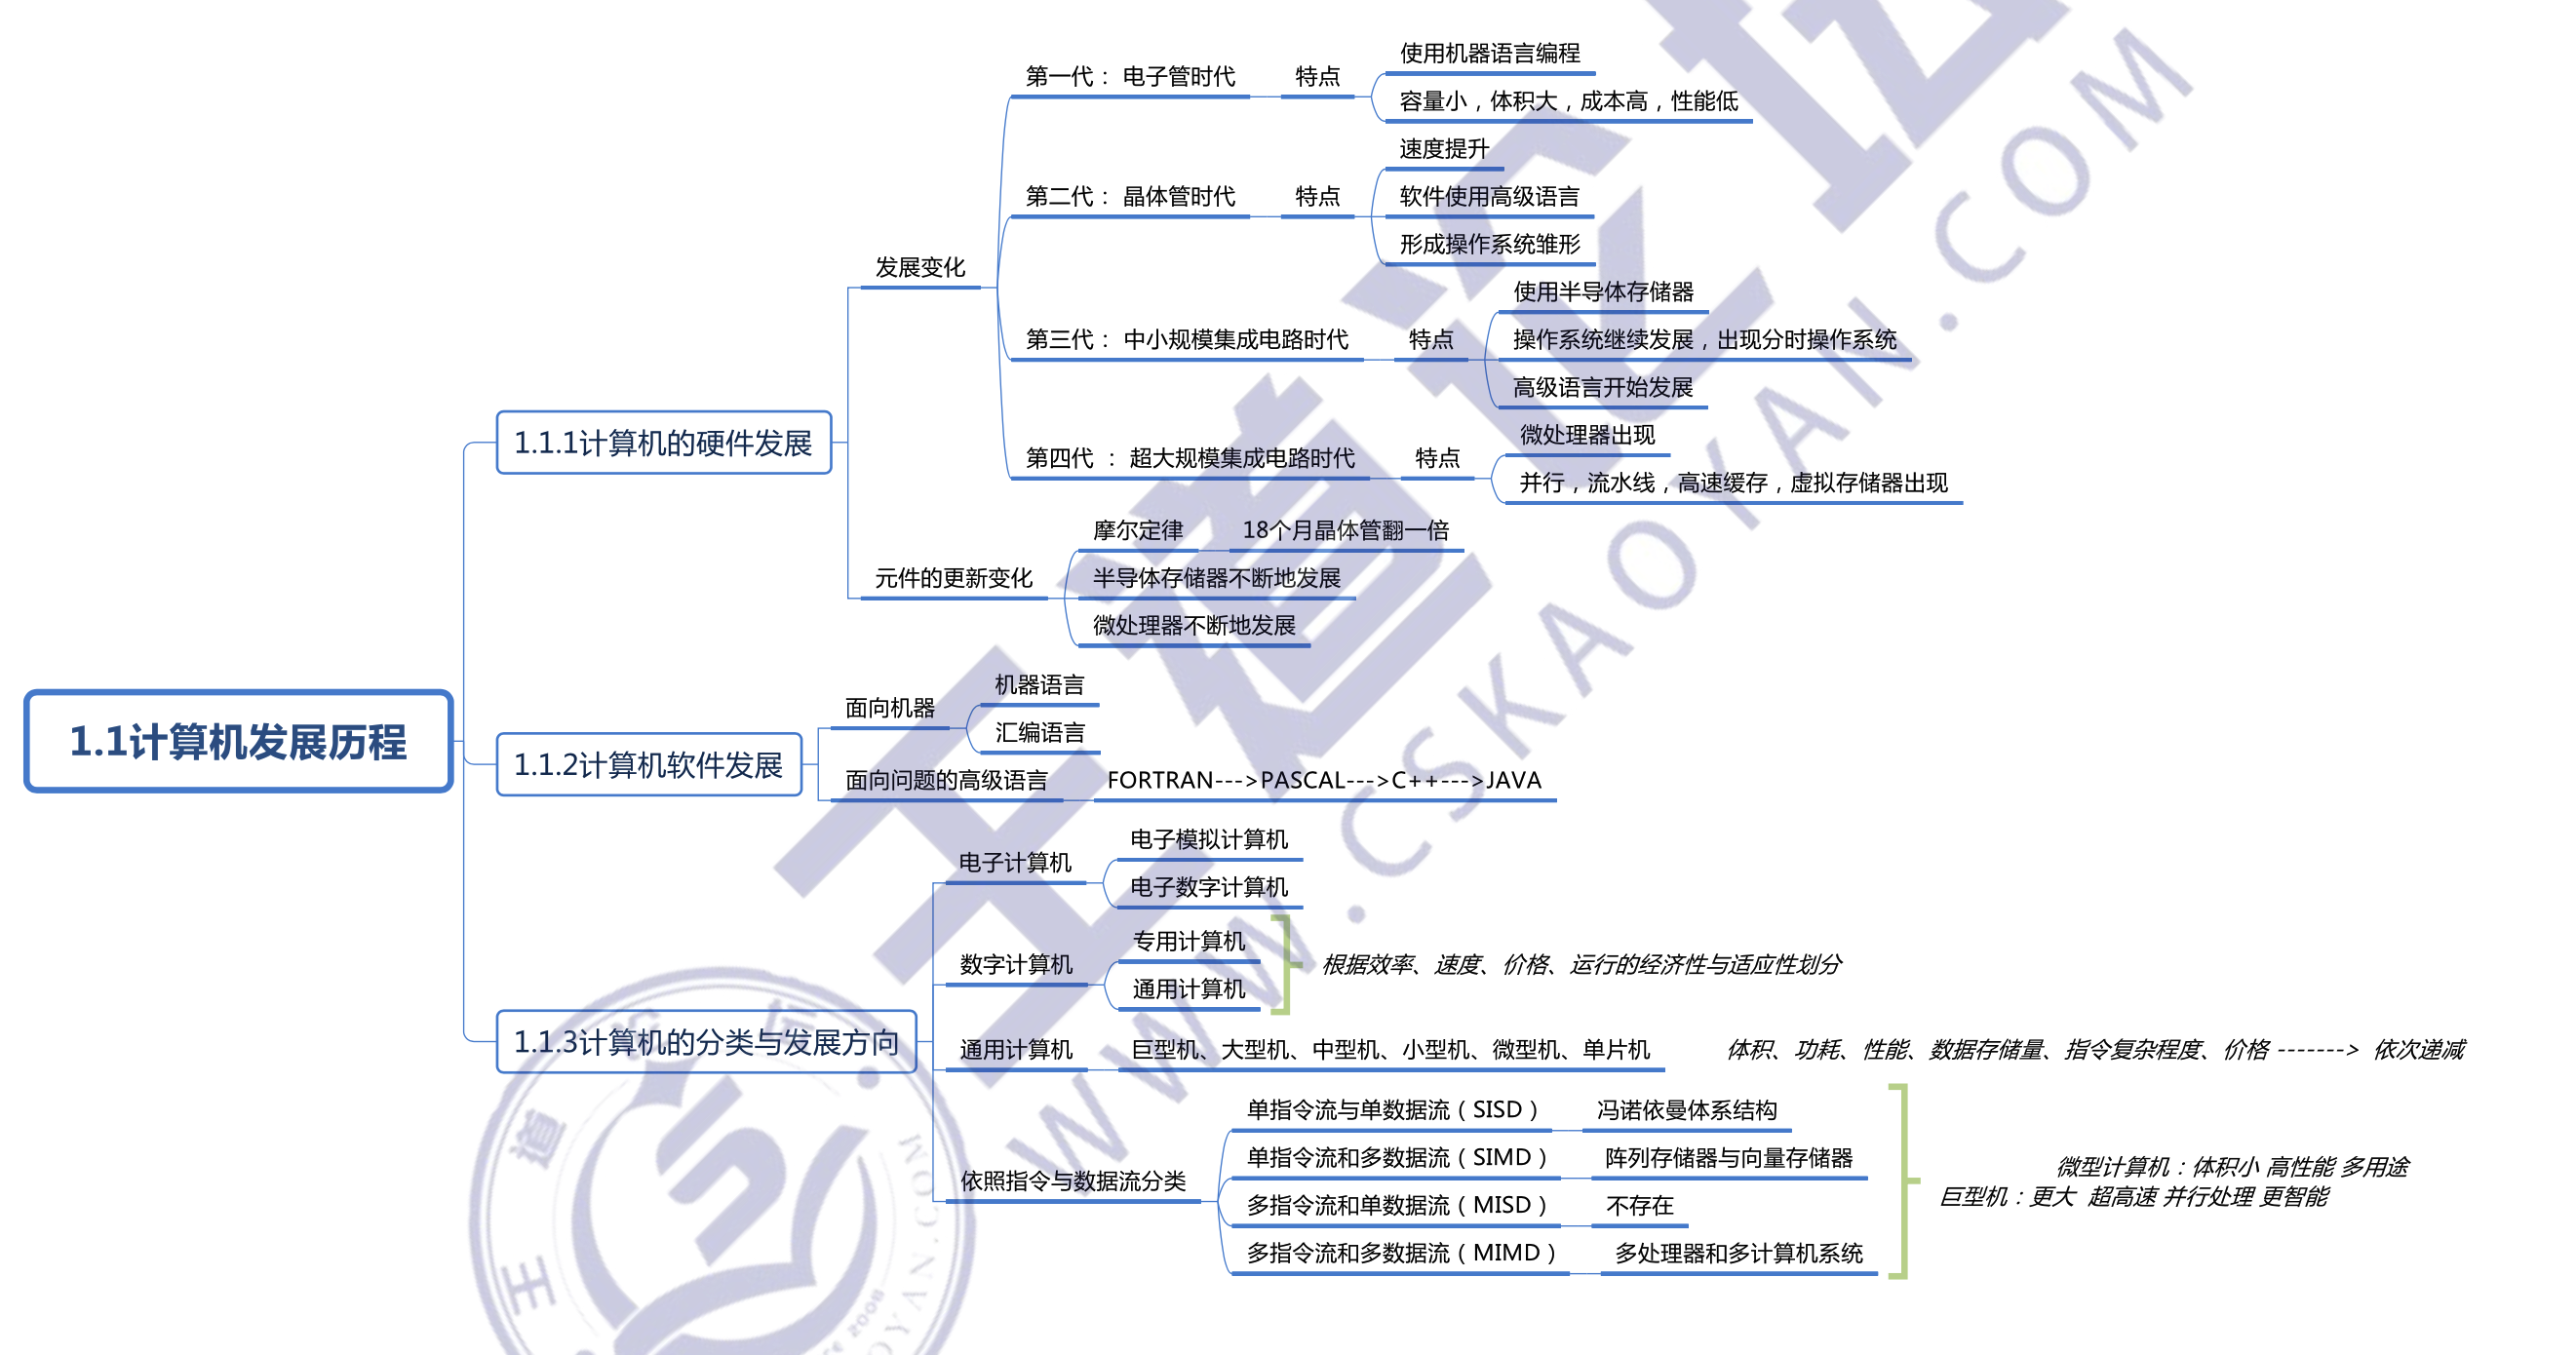 1.1计算机发展历程
1.1.1计算机的硬件发展
发展变化
第一代： 电子管时代
特点
使用机器语言编程
容量小，体积大，成本高，性能低
第二代： 晶体管时代
特点
速度提升
软件使用高级语言
形成操作系统雏形
第三代： 中小规模集成电路时代
特点
使用半导体存储器
操作系统继续发展，出现分时操作系统
高级语言开始发展
第四代 ： 超大规模集成电路时代
特点
微处理器出现
并行，流水线，高速缓存，虚拟存储器出现
元件的更新变化
摩尔定律
18个月晶体管翻一倍
半导体存储器不断地发展
微处理器不断地发展
1.1.2计算机软件发展
面向机器
机器语言
汇编语言
面向问题的高级语言
FORTRAN--->PASCAL--->C++--->JAVA
1.1.3计算机的分类与发展方向
电子计算机
电子模拟计算机
电子数字计算机
数字计算机
专用计算机
通用计算机
根据效率、速度、价格、运行的经济性与适应性划分
通用计算机
巨型机、大型机、中型机、小型机、微型机、单片机
体积、功耗、性能、数据存储量、指令复杂程度、价格 -------> 依次递减
依照指令与数据流分类
单指令流与单数据流（SISD）
冯诺依曼体系结构
单指令流和多数据流（SIMD）
阵列存储器与向量存储器
多指令流和单数据流（MISD）
不存在
多指令流和多数据流（MIMD）
多处理器和多计算机系统
微型计算机：体积小 高性能 多用途
巨型机：更大 超高速 并行处理 更智能
王道论坛
WWW.CSKAOYAN.COM
王道论坛
2008